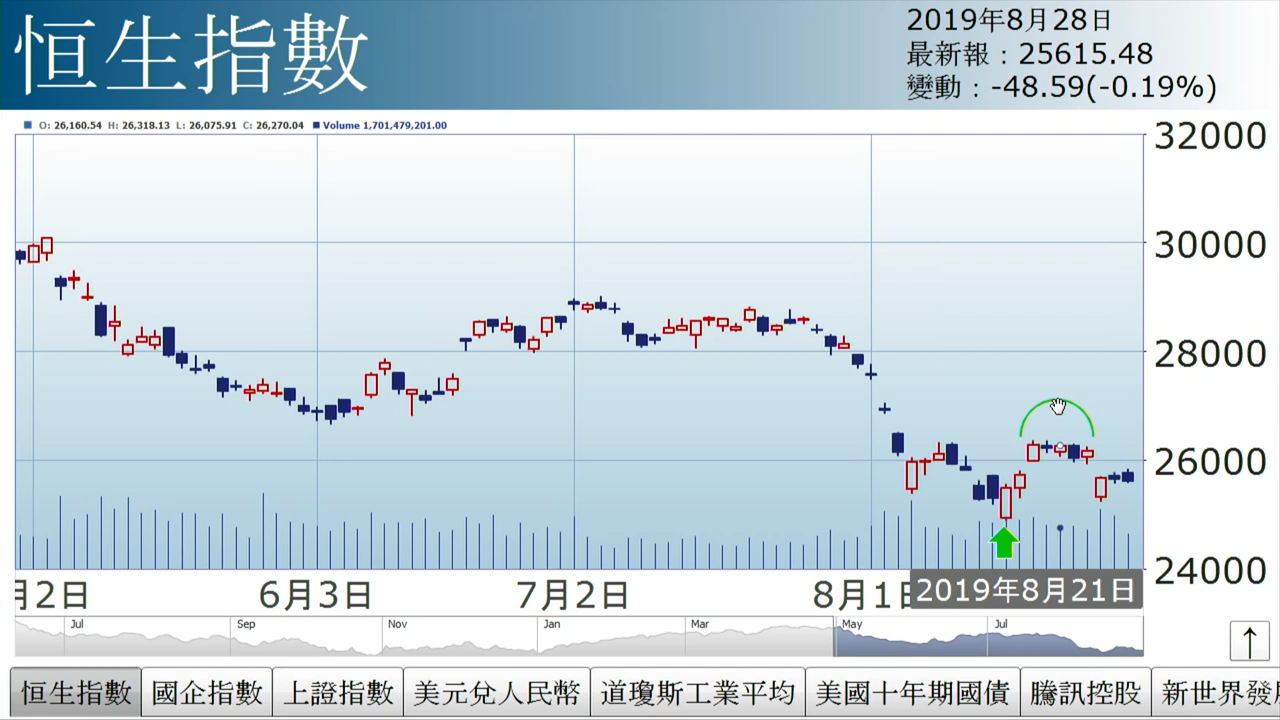 恒生指數
2019年8月28日
最新報：25615.48
變動：-48.59(-0.19%)
O: 26,160.54 H: 26,318.13 L: 26,075.91 C: 26,270.04 Volume 1,701,479,201.00
32000
30000
28000
26000
24000
月2日 6月3日 7月2日 8月1日 2019年8月21日
Jul Sep Nov Jan Mar May Jul
恒生指數 國企指數 上證指數 美元兌人民幣 道瓊斯工業平均 美國十年期國債 騰訊控股 新世界發展